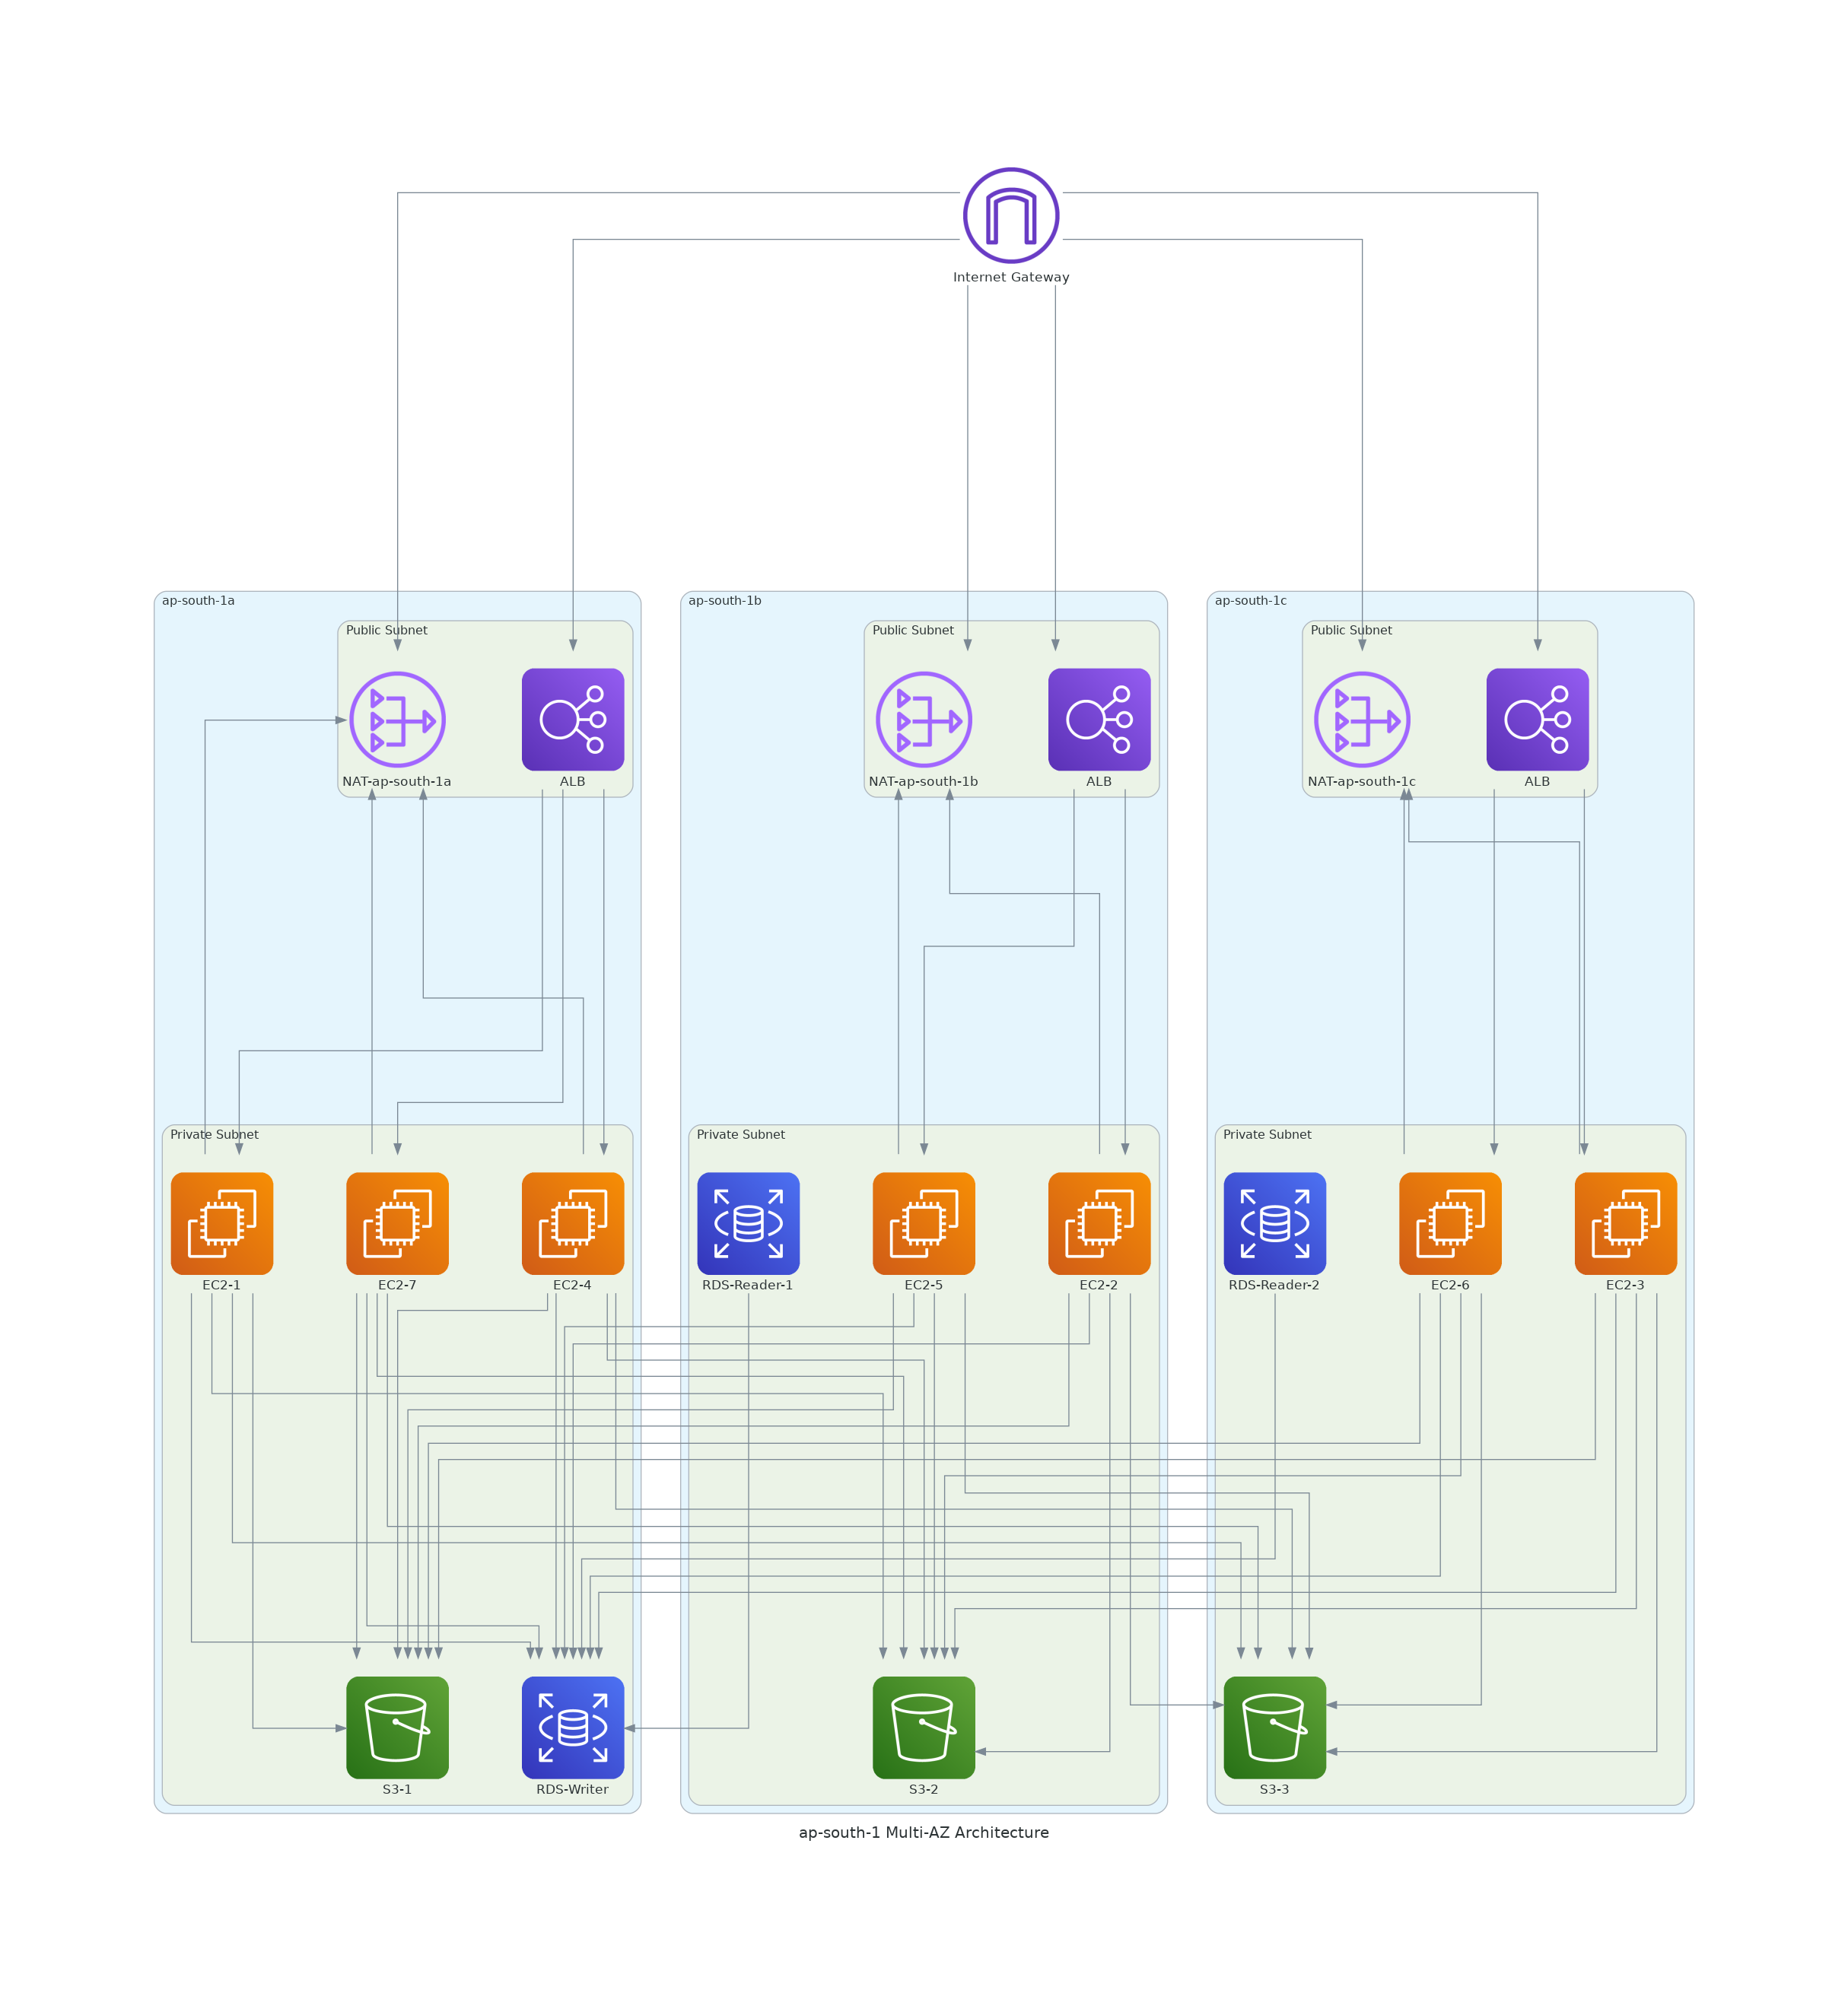 Internet Gateway
ap-south-1a
ap-south-1b
ap-south-1c
Public Subnet
Public Subnet
Public Subnet
NAT-ap-south-1a
ALB
NAT-ap-south-1b
ALB
NAT-ap-south-1c
ALB
Private Subnet
Private Subnet
Private Subnet
EC2-1
EC2-7
EC2-4
RDS-Reader-1
EC2-5
EC2-2
RDS-Reader-2
EC2-6
EC2-3
S3-1
RDS-Writer
S3-2
S3-3
ap-south-1 Multi-AZ Architecture